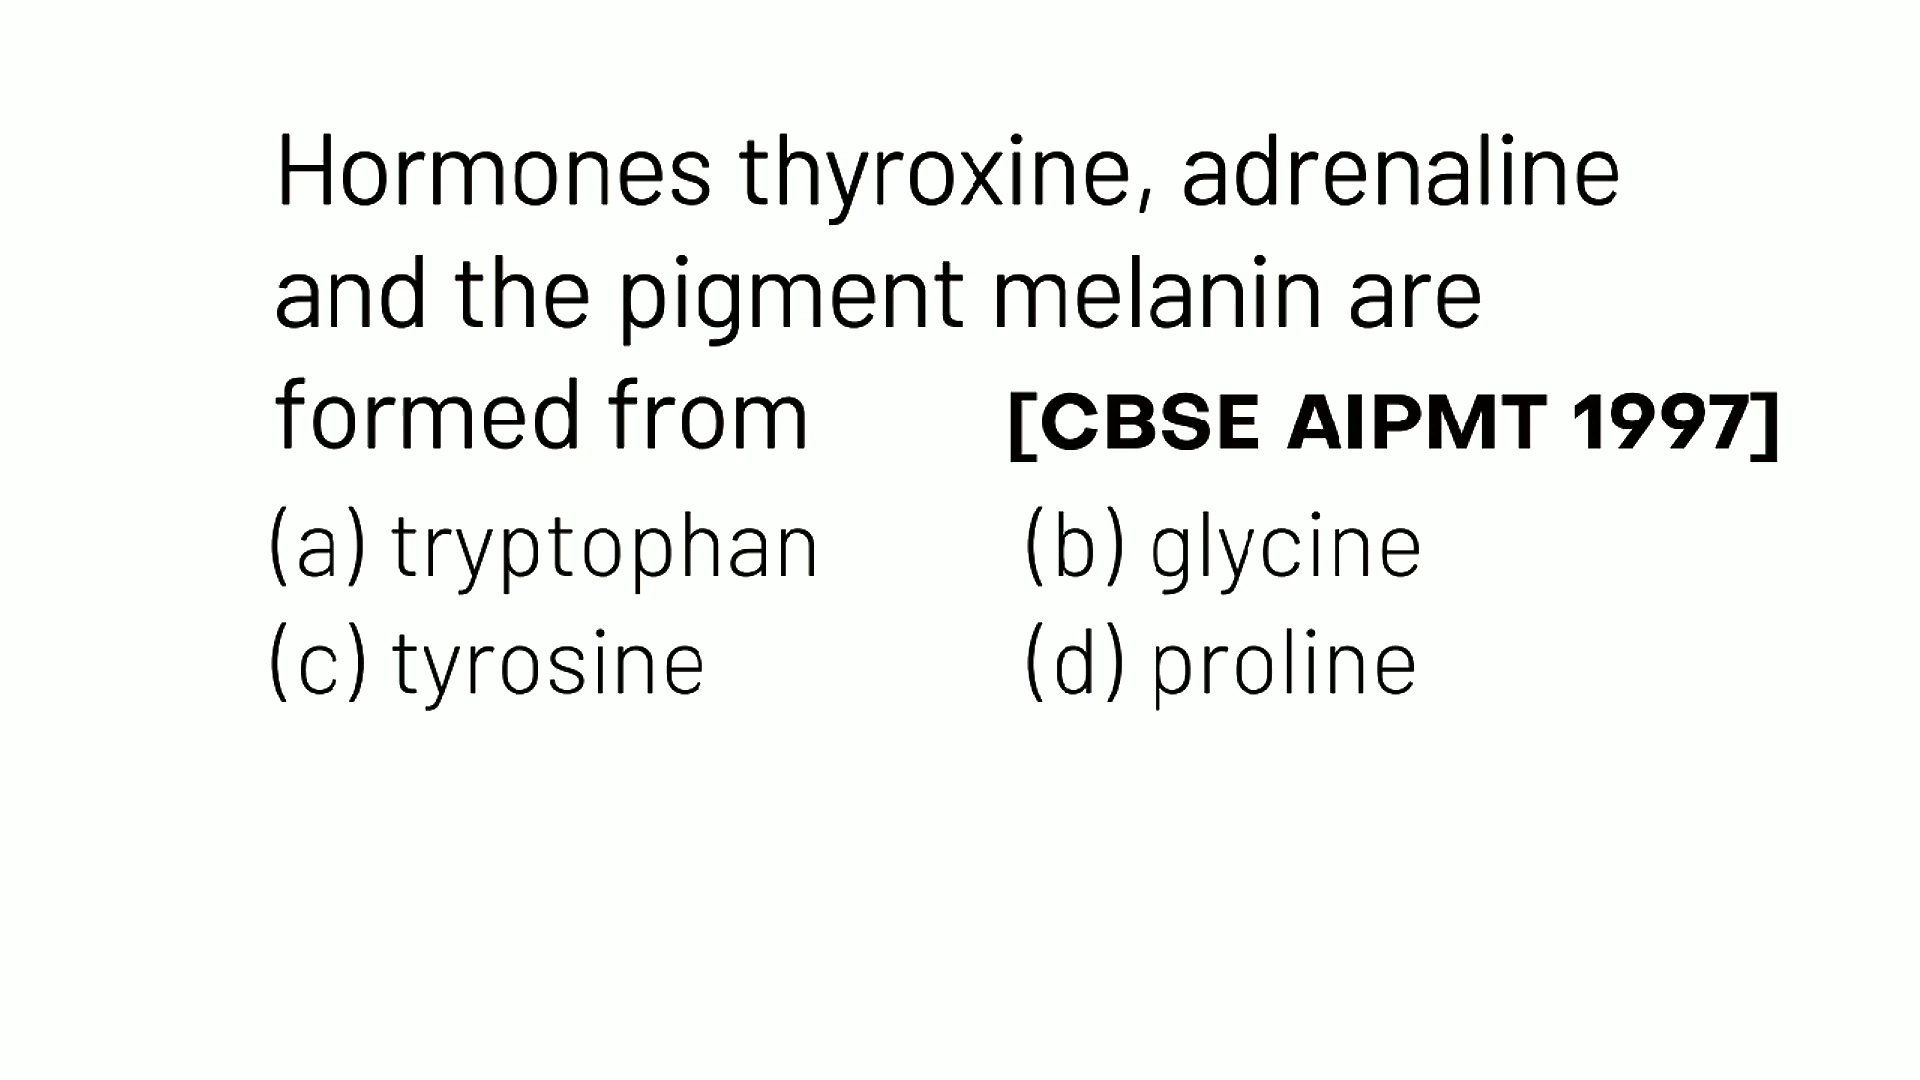 Hormones thyroxine, adrenaline
and the pigment melanin are
formed from [CBSE AIPMT 1997]
(a) tryptophan (b) glycine
(c) tyrosine (d) proline